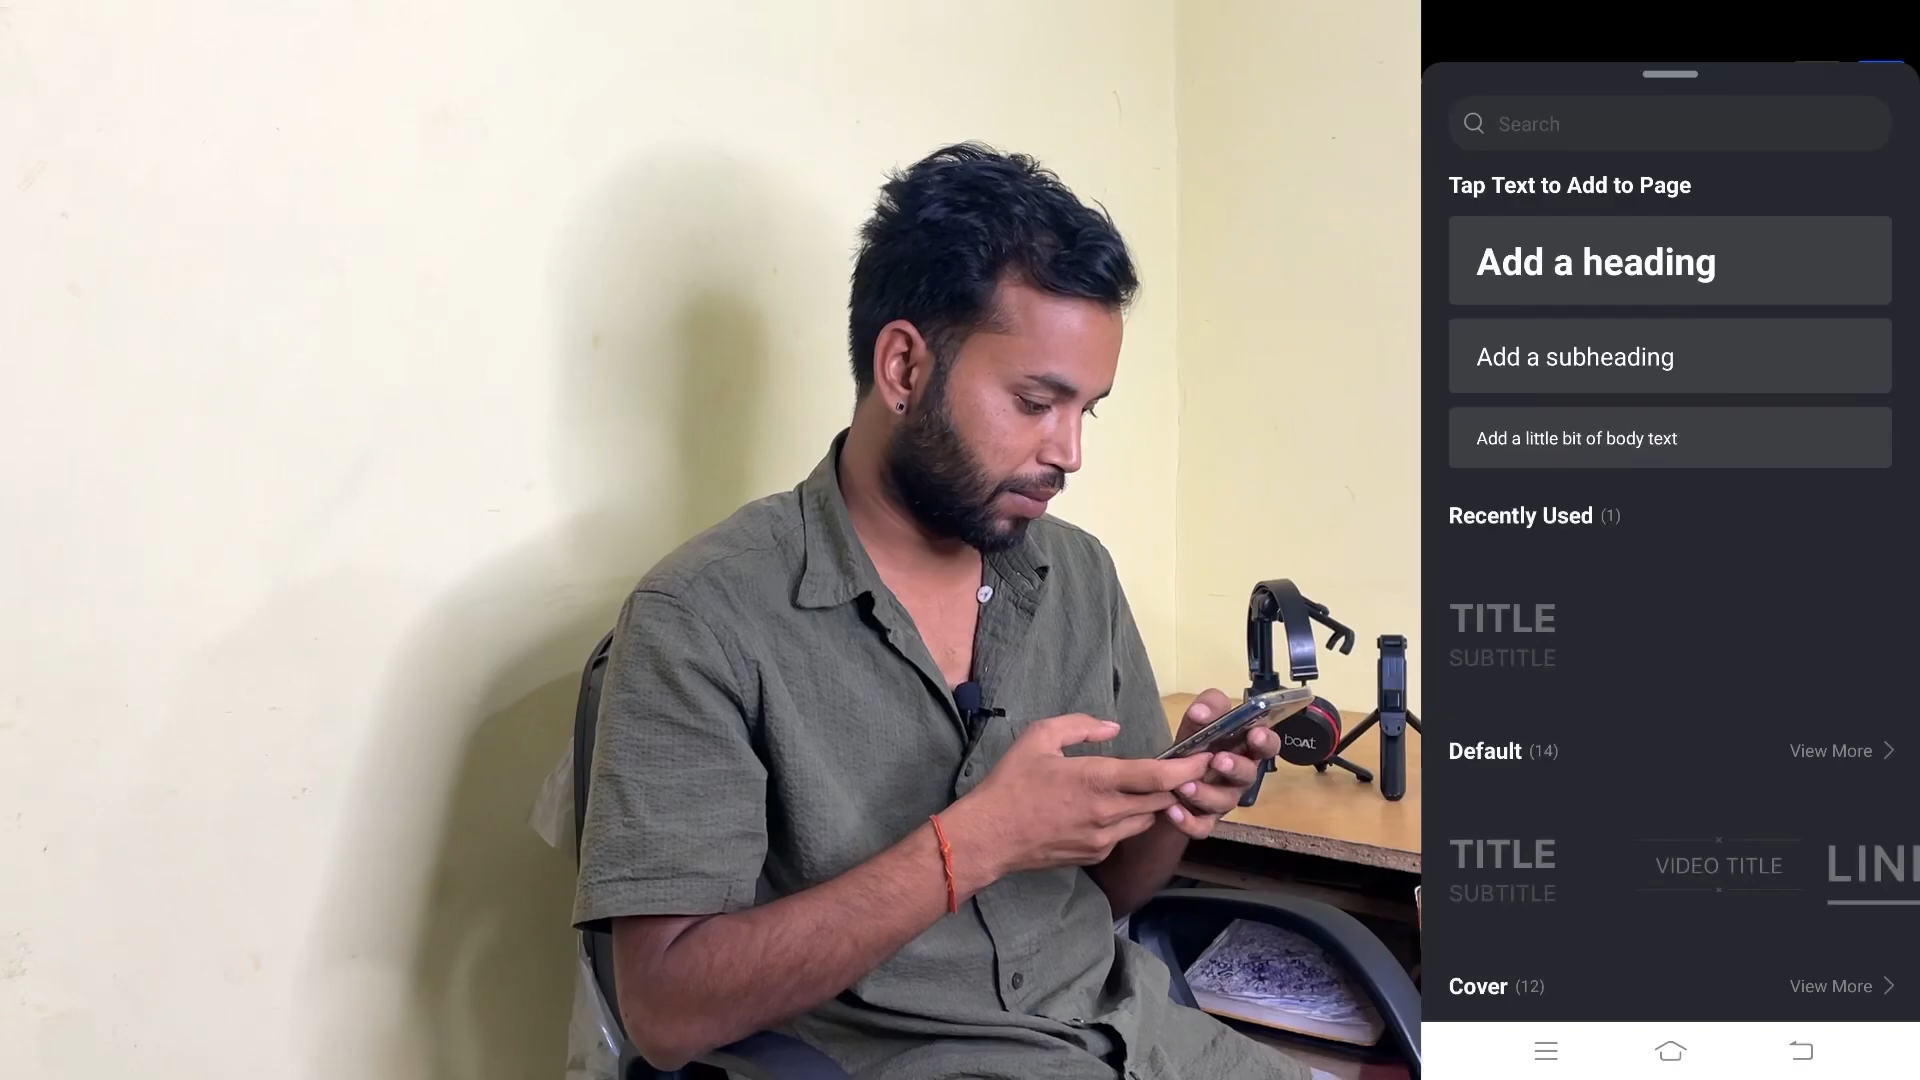 Search
Tap Text to Add to Page
Add a heading
Add a subheading
Add a little bit of body text
Recently Used (1)
TITLE
SUBTITLE
Default (14) View More
TITLE
SUBTITLE
VIDEO TITLE
LIN
Cover (12) View More
boAt